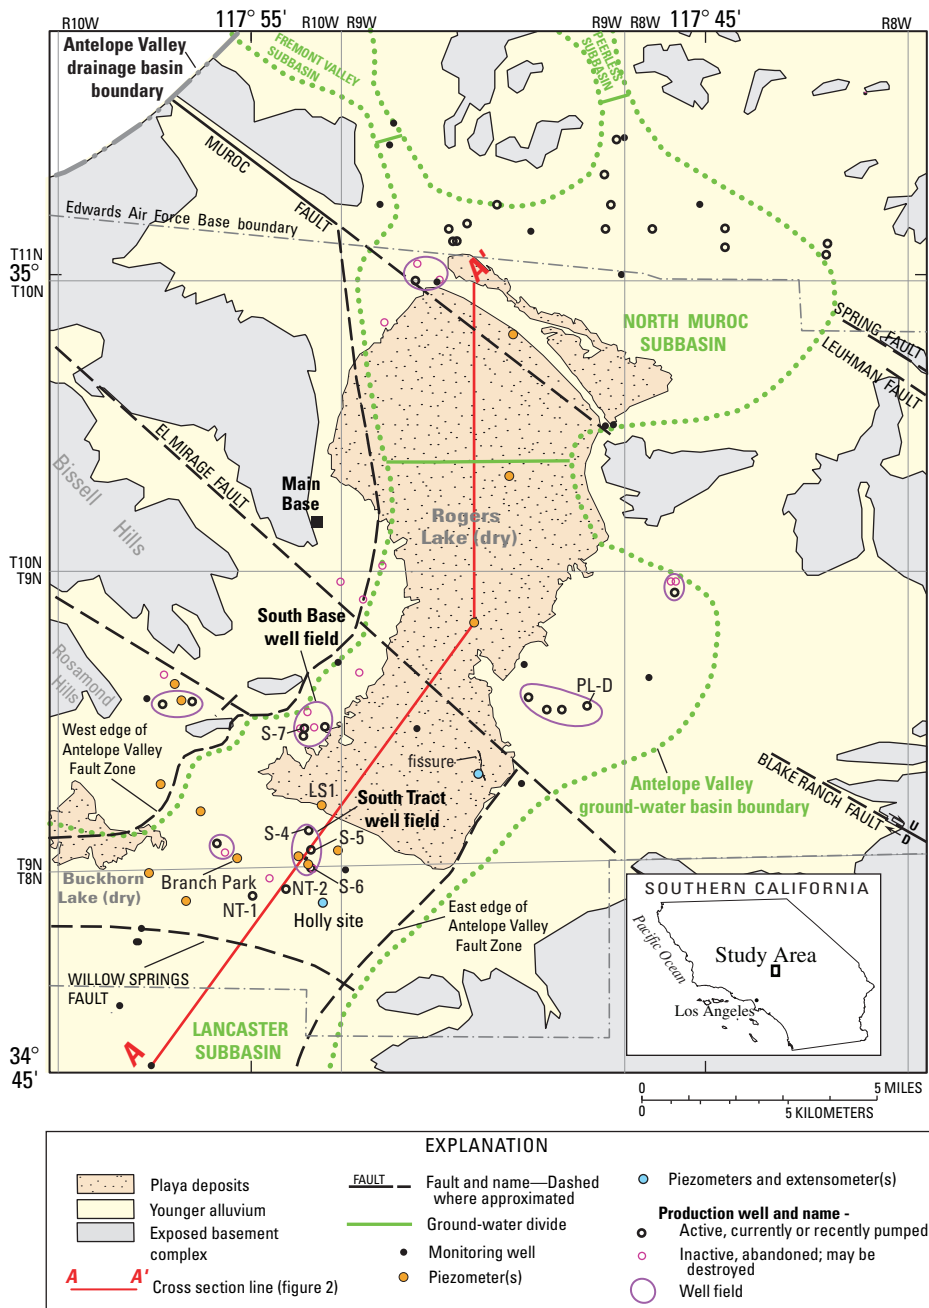 R10W
117° 55'
R10W
R9W
R9W
R8W
117° 45'
R8W
Antelope Valley
drainage basin
boundary
FREMONT VALLEY
SUBBASIN
PEERLESS
SUBBASIN
MUROC
FAULT
Edwards Air Force Base boundary
T11N
35°
T10N
A'
NORTH MUROC
SUBBASIN
SPRING FAULT
LEUHMAN FAULT
EL MIRAGE FAULT
Bissell
Hills
Main
Base
Rogers
Lake (dry)
T10N
T9N
South Base
well field
Rosamond
Hills
PL-D
West edge of
Antelope Valley
Fault Zone
S-7
fissure
Antelope Valley
ground-water basin boundary
BLAKE RANCH FAULT
U
D
LS1
South Tract
well field
S-4
S-5
T9N
T8N
Buckhorn
Lake (dry)
Branch Park
NT-1
NT-2
S-6
Holly site
East edge of
Antelope Valley
Fault Zone
WILLOW SPRINGS
FAULT
LANCASTER
SUBBASIN
A
34°
45'
SOUTHERN CALIFORNIA
Pacific Ocean
Study Area
Los Angeles
0
5 MILES
0
5 KILOMETERS
EXPLANATION
Playa deposits
Younger alluvium
Exposed basement
complex
A A' Cross section line (figure 2)
FAULT Fault and name—Dashed
where approximated
Ground-water divide
Monitoring well
Piezometer(s)
Piezometers and extensometer(s)
Production well and name -
Active, currently or recently pumped
Inactive, abandoned; may be
destroyed
Well field